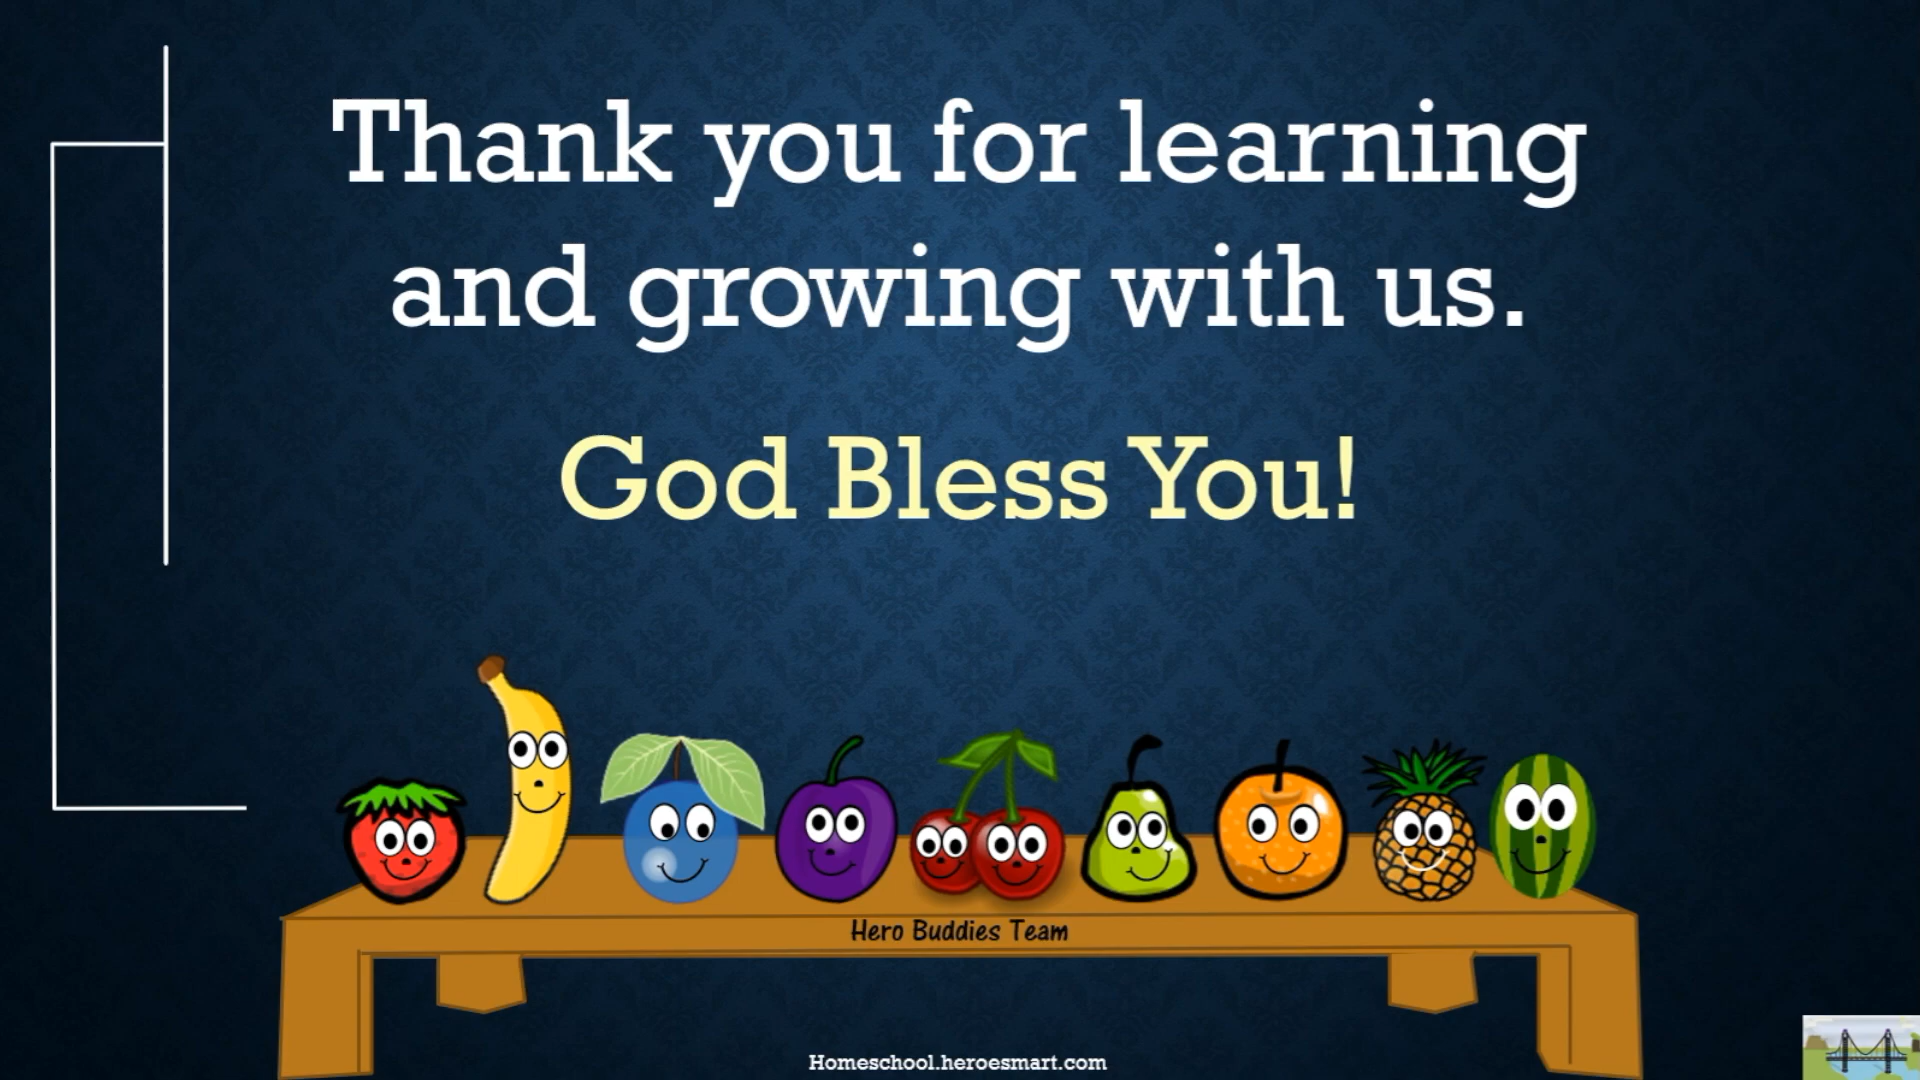 Thank you for learning
and growing with us.
God Bless You!
Hero Buddies Team
Homeschool.heroesmart.com